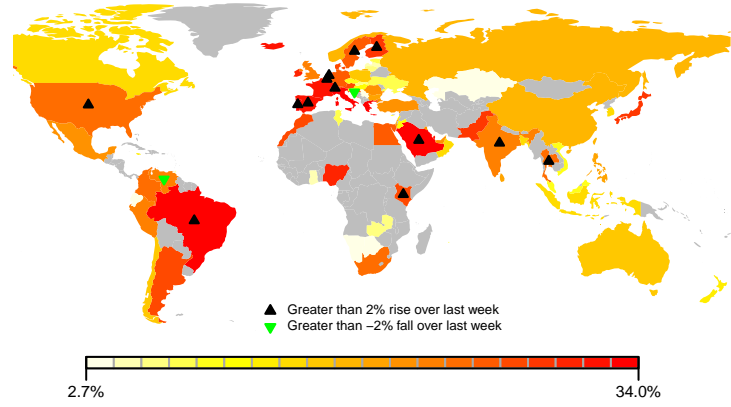 Greater than 2% rise over last week
Greater than −2% fall over last week
2.7%
34.0%